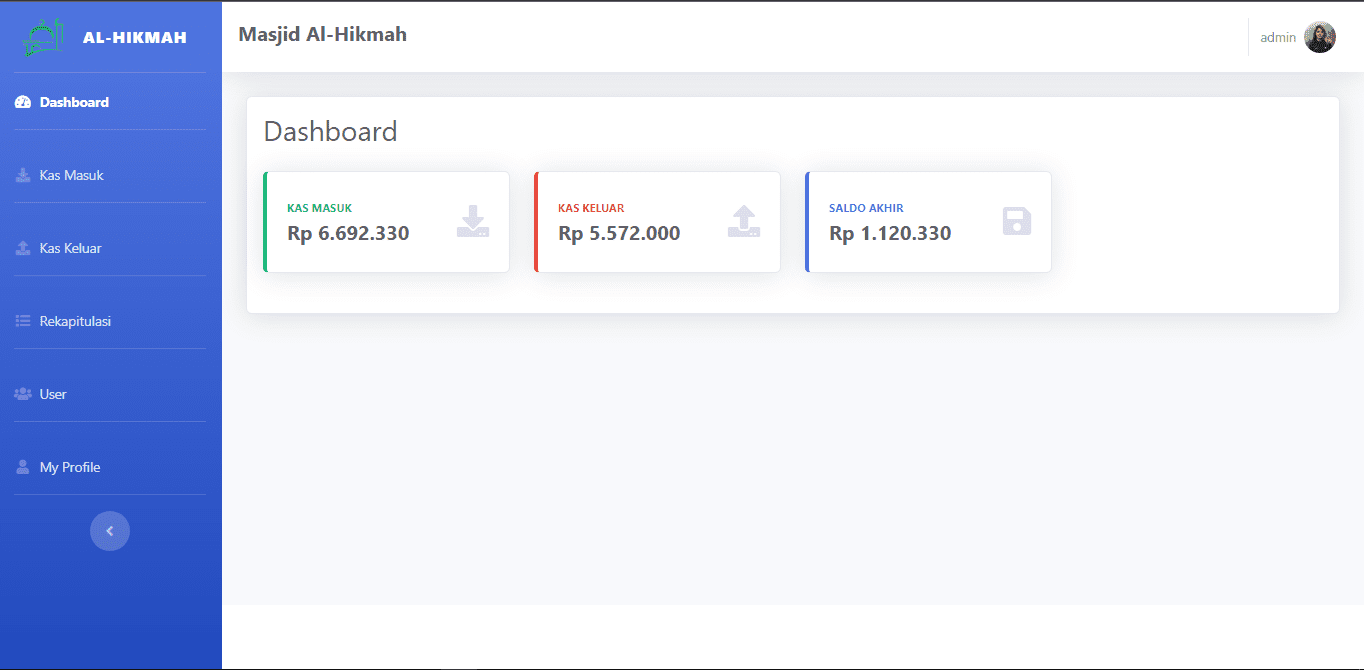 AL-HIKMAH
Masjid Al-Hikmah
admin
Dashboard
Kas Masuk
Kas Keluar
Rekapitulasi
User
My Profile
Dashboard
KAS MASUK
Rp 6.692.330
KAS KELUAR
Rp 5.572.000
SALDO AKHIR
Rp 1.120.330